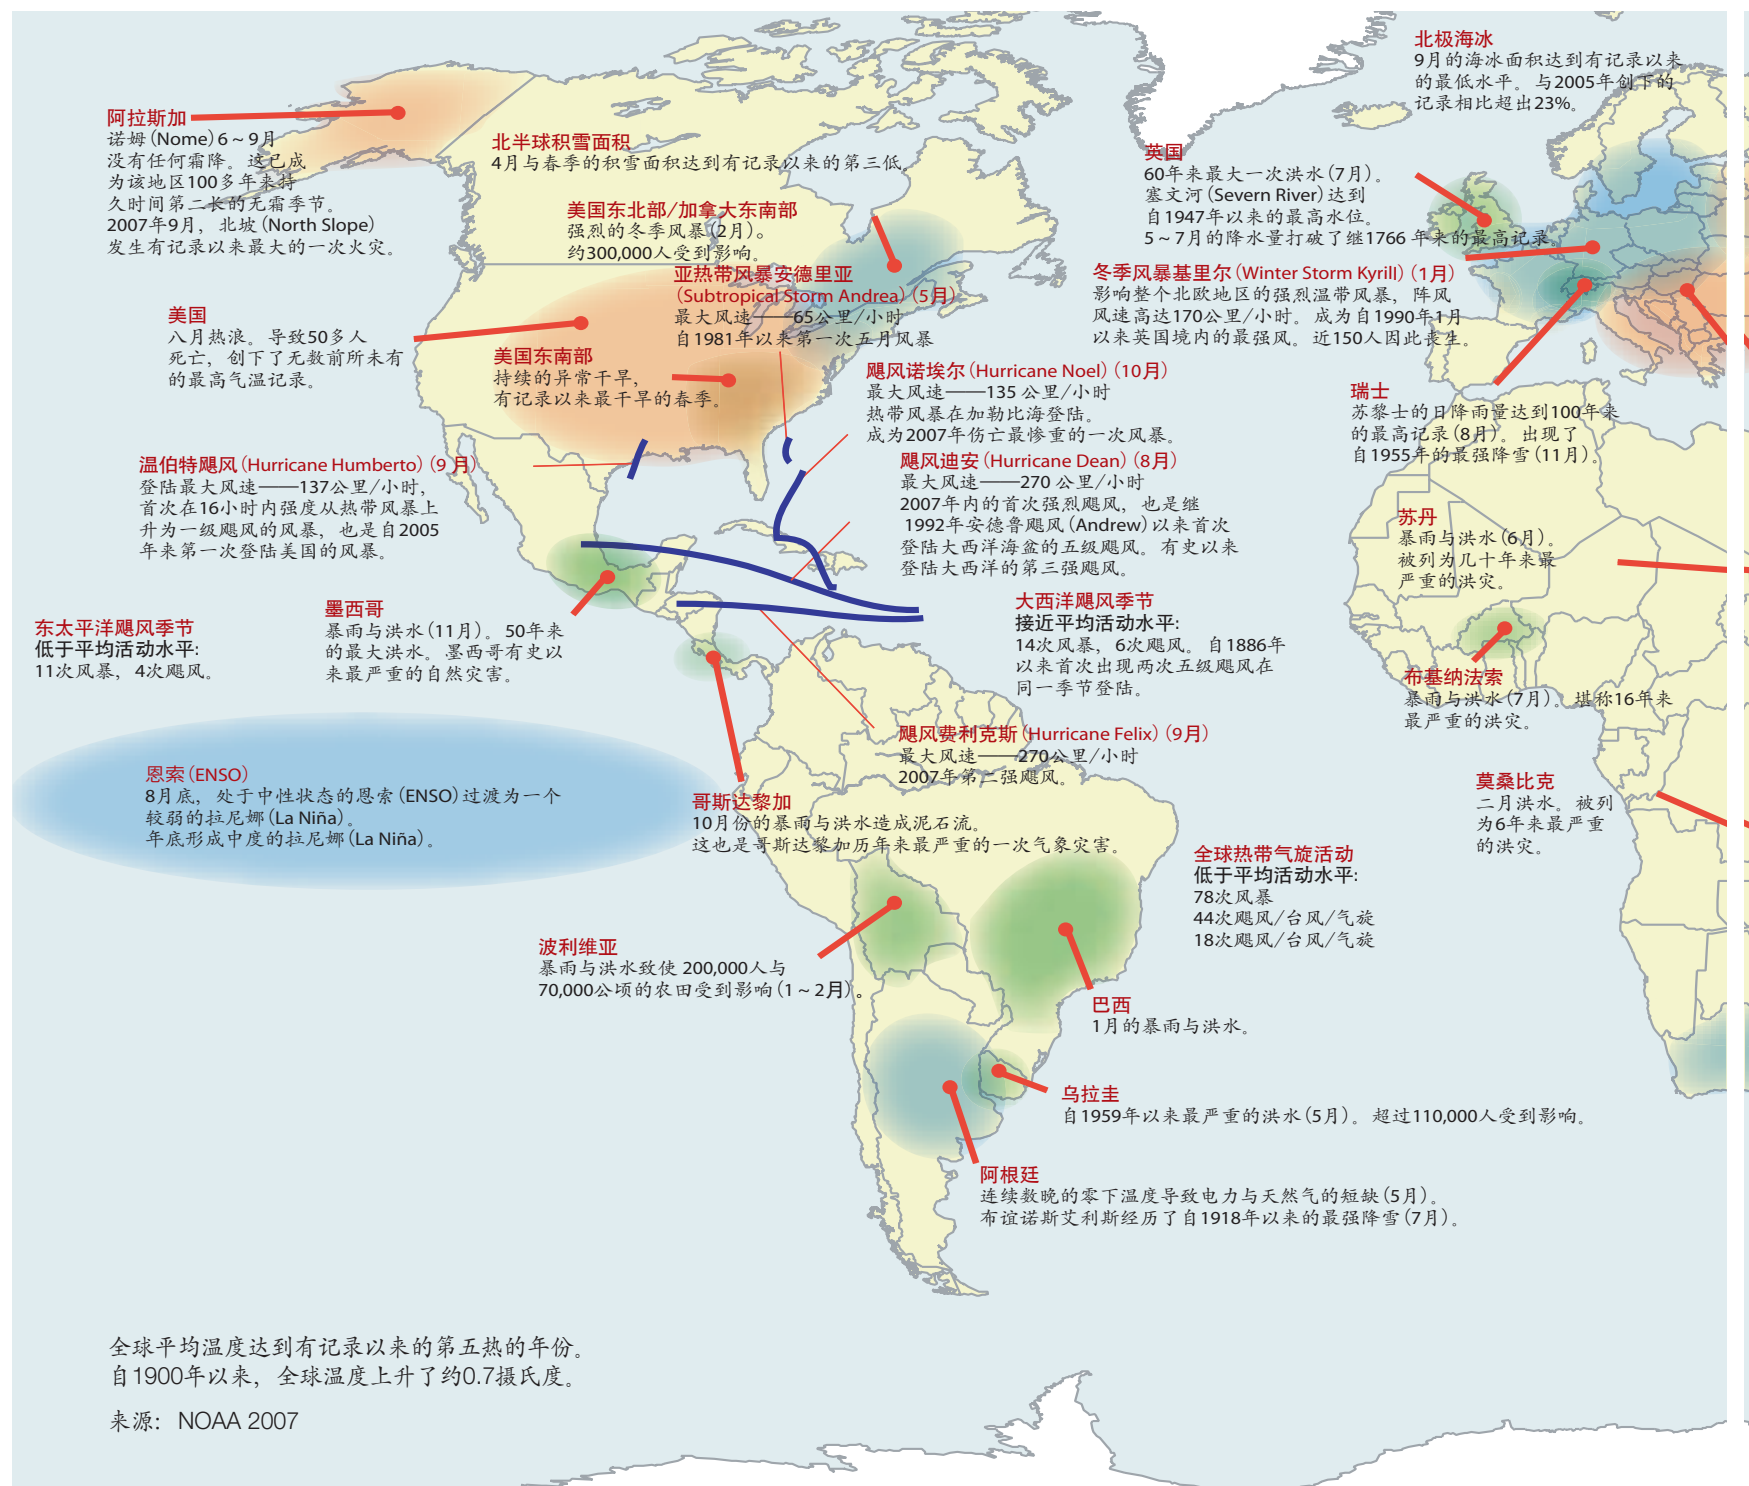 北极海冰
9月的海冰面积达到有记录以来
的最低水平。与2005年创下的
记录相比超出23%。
阿拉斯加
诺姆(Nome) 6 ~ 9月
没有任何霜降。这已成
为该地区100多年来持
久时间第二长的无霜季节。
2007年9月，北坡(North Slope)
发生有记录以来最大的一次火灾。
北半球积雪面积
4月与春季的积雪面积达到有记录以来的第三低。
美国东北部/加拿大东南部
强烈的冬季风暴(2月)。
约300,000人受到影响。
亚热带风暴安德里亚
(Subtropical Storm Andrea) (5月)
最大风速——65公里/小时
自1981年以来第一次五月风暴
英国
60年来最大一次洪水(7月)。
塞文河(Severn River)达到
自1947年以来的最高水位。
5 ~ 7月的降水量打破了继1766 年来的最高记录。
冬季风暴基里尔(Winter Storm Kyrill) (1月)
影响整个北欧地区的强烈温带风暴，阵风
风速高达170公里/小时。成为自1990年1月
以来英国境内的最强风。近150人因此丧生。
美国
八月热浪。导致50多人
死亡，创下了无数前所未有
的最高气温记录。
美国东南部
持续的异常干旱，
有记录以来最干旱的春季。
飓风诺埃尔(Hurricane Noel) (10月)
最大风速——135 公里/小时
热带风暴在加勒比海登陆。
成为2007年伤亡最惨重的一次风暴。
瑞士
苏黎士的日降雨量达到100年来
的最高记录(8月)。出现了
自1955年的最强降雪(11月)。
温伯特飓风(Hurricane Humberto) (9 月)
登陆最大风速——137公里/小时，
首次在16小时内强度从热带风暴上
升为一级飓风的风暴，也是自2005
年来第一次登陆美国的风暴。
飓风迪安(Hurricane Dean) (8月)
最大风速——270 公里/小时
2007年内的首次强烈飓风，也是继
1992年安德鲁飓风(Andrew)以来首次
登陆大西洋海盆的五级飓风。有史以来
登陆大西洋的第三强飓风。
苏丹
暴雨与洪水(6月)。
被列为几十年来最
严重的洪灾。
东太平洋飓风季节
低于平均活动水平:
11次风暴，4次飓风。
墨西哥
暴雨与洪水(11月)。50年来
的最大洪水。墨西哥有史以
来最严重的自然灾害。
大西洋飓风季节
接近平均活动水平:
14次风暴，6次飓风。自1886年
以来首次出现两次五级飓风在
同一季节登陆。
布基纳法索
暴雨与洪水(7月)。堪称16年来
最严重的洪灾。
飓风费利克斯(Hurricane Felix) (9月)
最大风速——270公里/小时
2007年第二强飓风。
恩索(ENSO)
8月底，处于中性状态的恩索(ENSO)过渡为一个
较弱的拉尼娜(La Niña)。
年底形成中度的拉尼娜(La Niña)。
哥斯达黎加
10月份的暴雨与洪水造成泥石流。
这也是哥斯达黎加历年来最严重的一次气象灾害。
莫桑比克
二月洪水。被列
为6年来最严重
的洪灾。
全球热带气旋活动
低于平均活动水平:
78次风暴
44次飓风/台风/气旋
18次飓风/台风/气旋
波利维亚
暴雨与洪水致使 200,000人与
70,000公顷的农田受到影响(1 ~ 2月)。
巴西
1月的暴雨与洪水。
乌拉圭
自1959年以来最严重的洪水(5月)。超过110,000人受到影响。
阿根廷
连续数晚的零下温度导致电力与天然气的短缺(5月)。
布谊诺斯艾利斯经历了自1918年以来的最强降雪(7月)。
全球平均温度达到有记录以来的第五热的年份。
自1900年以来，全球温度上升了约0.7摄氏度。
来源: NOAA 2007